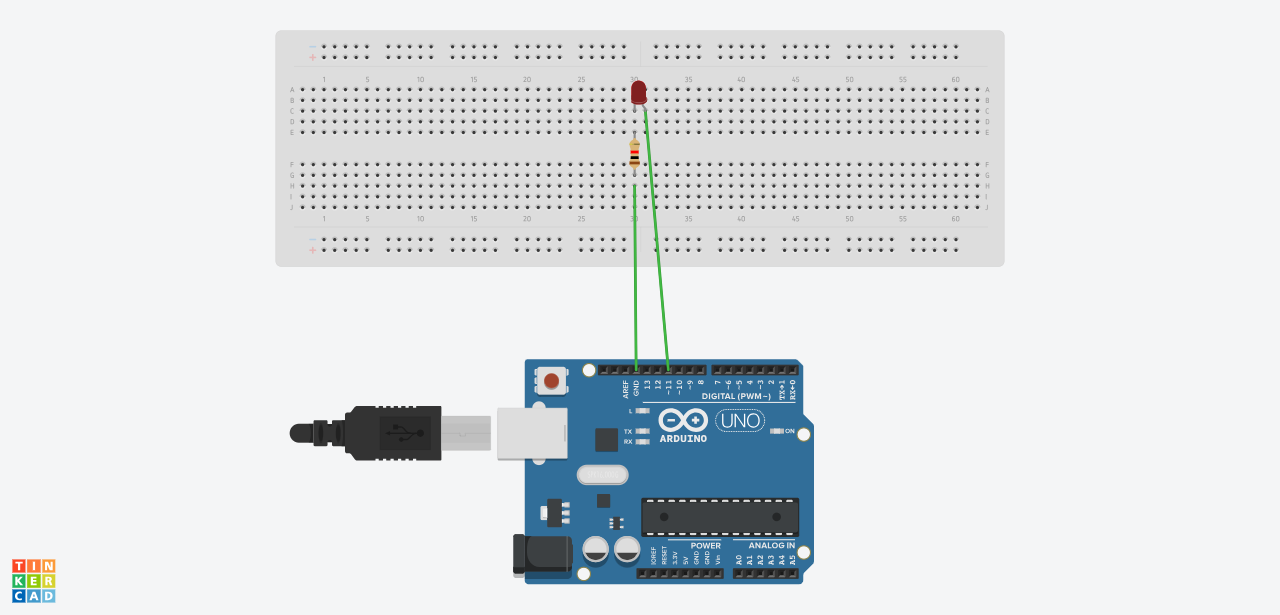 − 
+
1 5 10 15 20 25 30 35 40 45 50 55 60
A A
B B
C C
D D
E E
F F
G G
H H
I I
J J
1 5 10 15 20 25 30 35 40 45 50 55 60
−
+
AREF GND 13 12 ~11 ~10 ~9 8 7 ~6 ~5 4 ~3 2 TX→1 RX←0
DIGITAL (PWM~)
L
TX
RX
UNO
ARDUINO
ON
POWER ANALOG IN
IOREF RESET 3.3V 5V GND GND Vin A0 A1 A2 A3 A4 A5
TIN
KER
CAD